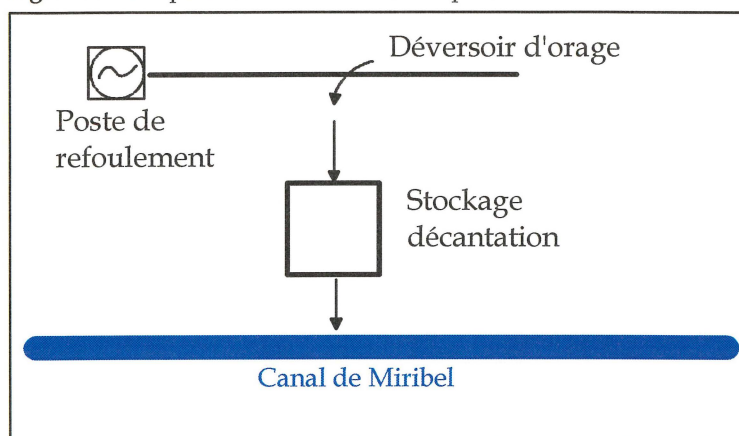 Déversoir d'orage
Poste de
refoulement
Stockage
décantation
Canal de Miribel